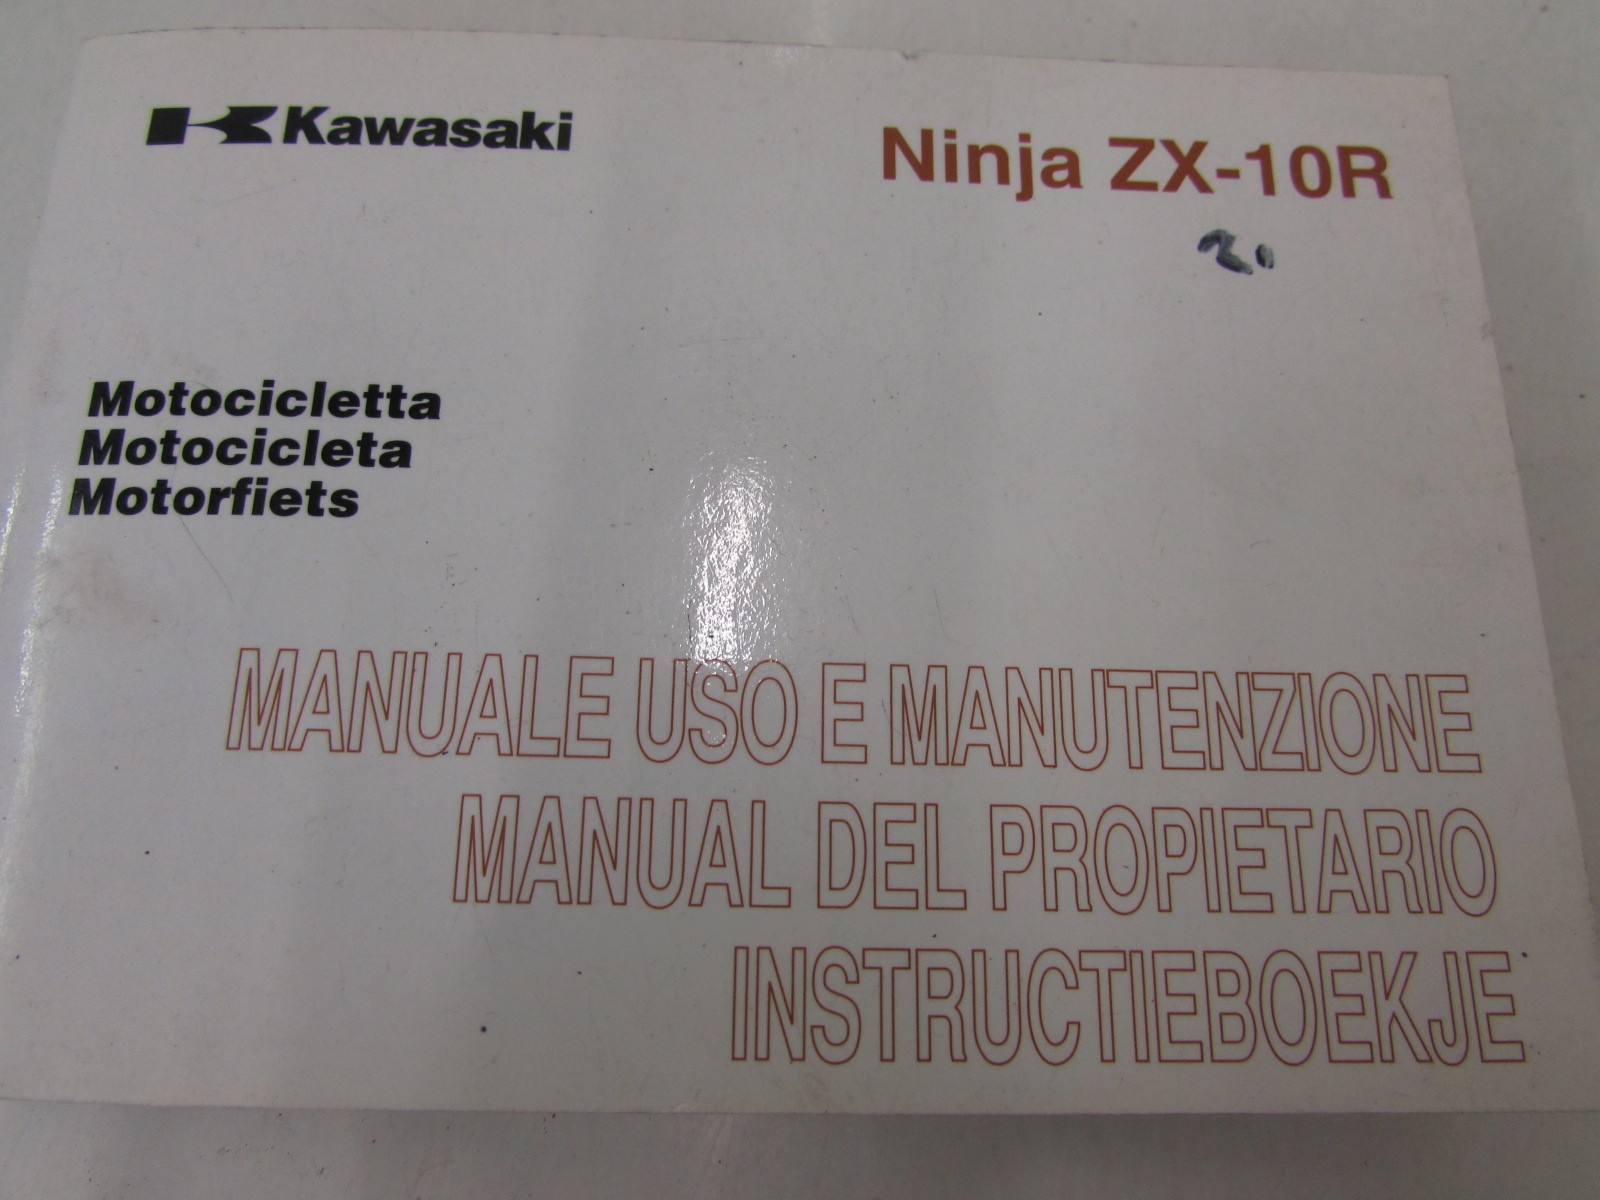 Kawasaki
Ninja ZX-10R
Motocicletta
Motocicleta
Motorfiets
MANUALE USO E MANUTENZIONE
MANUAL DEL PROPIETARIO
INSTRUCTIEBOEKJE